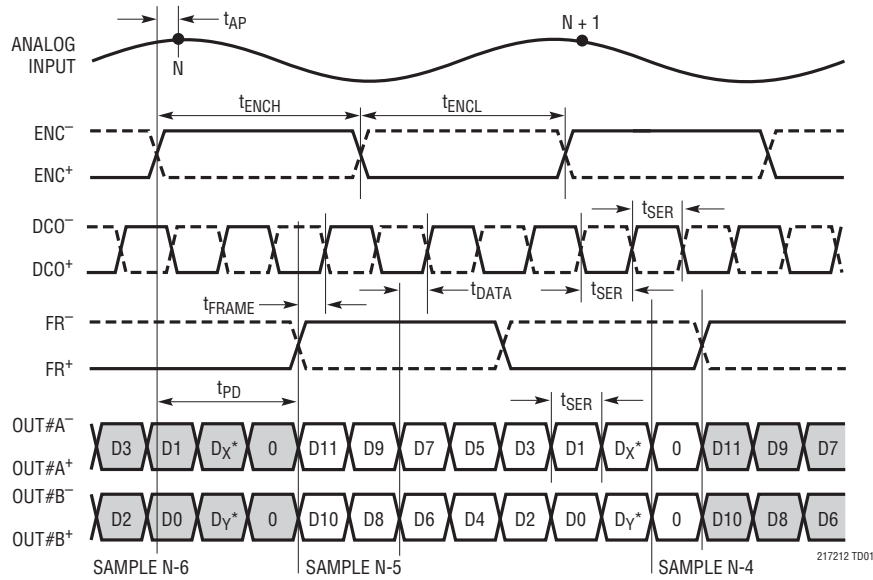 tAP
N + 1
ANALOG
INPUT
N
tENCH
tENCL
ENC−
ENC+
DCO−
tSER
DCO+
tFRAME
tDATA
tSER
FR−
FR+
tPD
tSER
OUT#A−
D3 D1 DX* 0 D11 D9 D7 D5 D3 D1 DX* 0 D11 D9 D7
OUT#A+
OUT#B−
D2 D0 DY* 0 D10 D8 D6 D4 D2 D0 DY* 0 D10 D8 D6
OUT#B+
217212 TD01
SAMPLE N-6 SAMPLE N-5 SAMPLE N-4